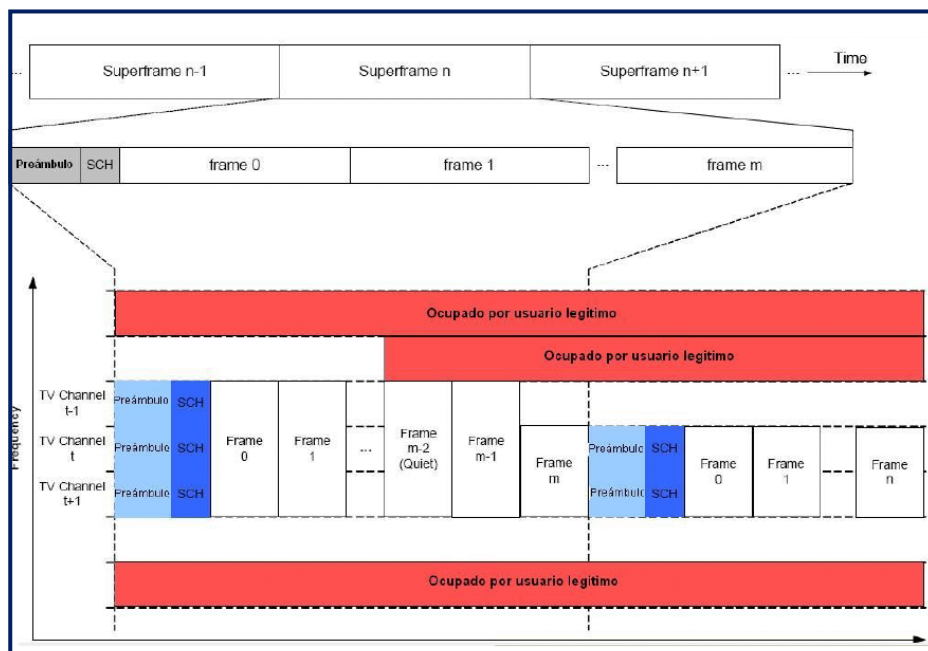 ... Superframe n-1 Superframe n Superframe n+1 ... Time
Preámbulo SCH frame 0 frame 1 ... frame m
Ocupado por usuario legitimo
Ocupado por usuario legitimo
TV Channel
t-1
Preámbulo SCH
TV Channel
t
Preámbulo SCH
TV Channel
t+1
Preámbulo SCH
Frame
0
Frame
1
...
Frame
m-2
(Quiet)
Frame
m-1
Frame
m
Preámbulo SCH
Preámbulo SCH
Frame
0
Frame
1
Frame
n
Frequency
Ocupado por usuario legitimo